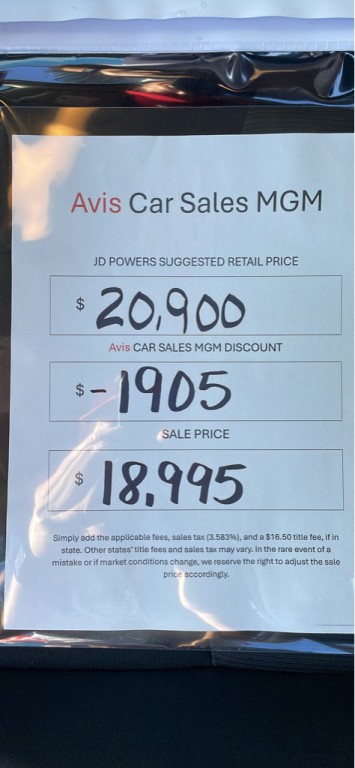 Avis Car Sales MGM
JD POWERS SUGGESTED RETAIL PRICE
$ 20,900
Avis CAR SALES MGM DISCOUNT
$ -1905
SALE PRICE
$ 18,995
Simply add the applicable fees, sales tax (3.583%), and a $16.50 title fee, if in
state. Other states' title fees and sales tax may vary. In the rare event of a
mistake or if market conditions change, we reserve the right to adjust the sale
price accordingly.